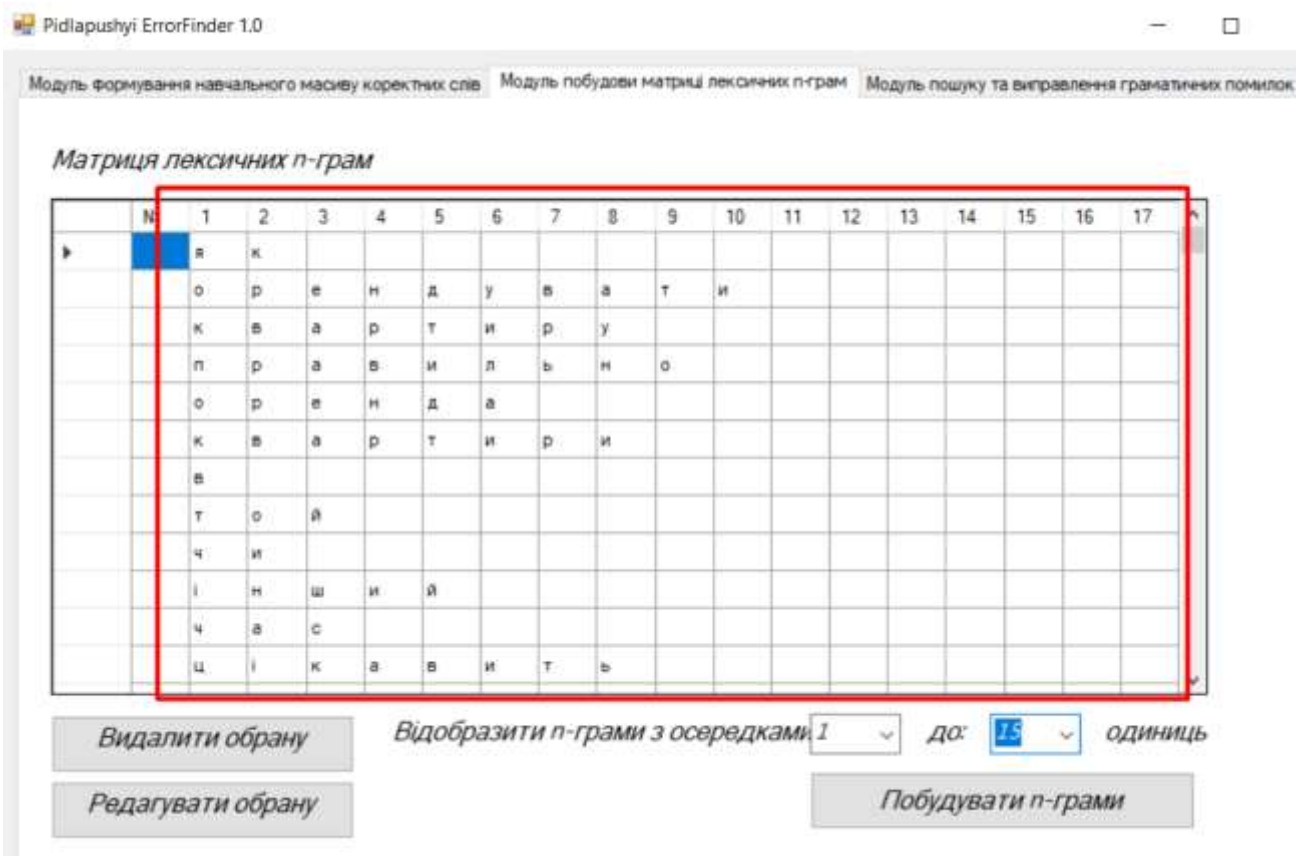 Pidlapushyi ErrorFinder 1.0
Модуль формування навчального масиву коректних слів Модуль побудови матриці лексичних n-грам Модуль пошуку та виправлення граматичних помилок
Матриця лексичних n-грам
№ 1 2 3 4 5 6 7 8 9 10 11 12 13 14 15 16 17
я к
о р е н д у в а т и
к в а р т и р у
п р а в и л ь н о
о р е н д а
к в а р т и р и
в
т о й
ч и
і н ш и й
ч а с
ц і к а в и т ь
Видалити обрану Відобразити n-грами з осередками 1 до: 15 одиниць
Редагувати обрану Побудувати n-грами